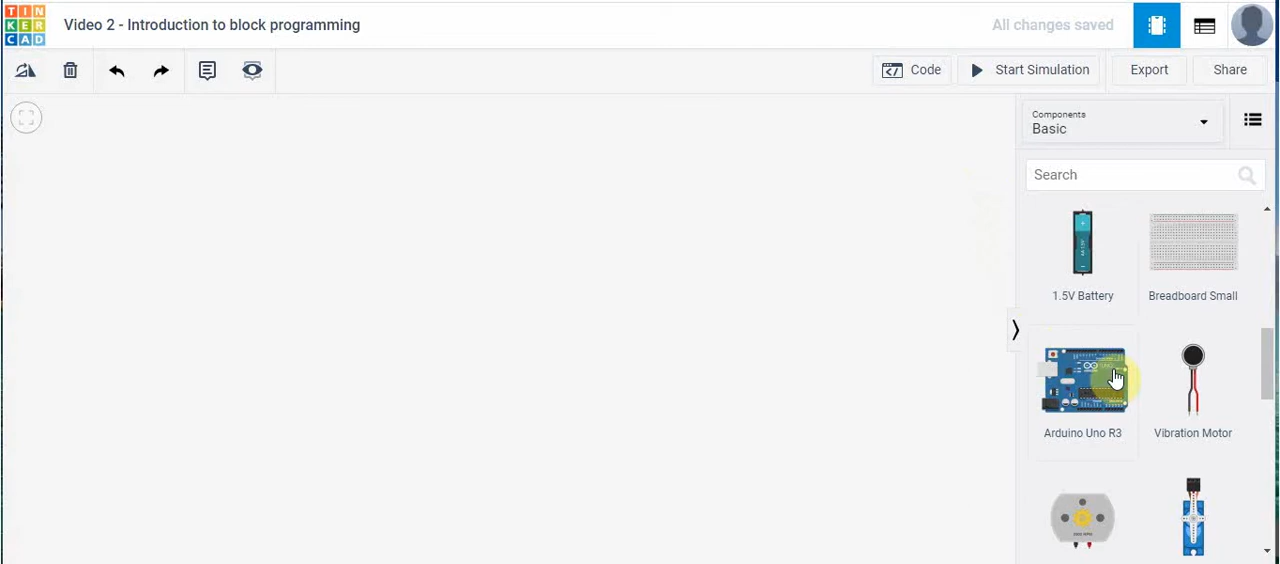 TIN
KER
CAD
Video 2 - Introduction to block programming
All changes saved
Code
Start Simulation
Export
Share
Components
Basic
Search
1.5V Battery
Breadboard Small
Arduino Uno R3
Vibration Motor